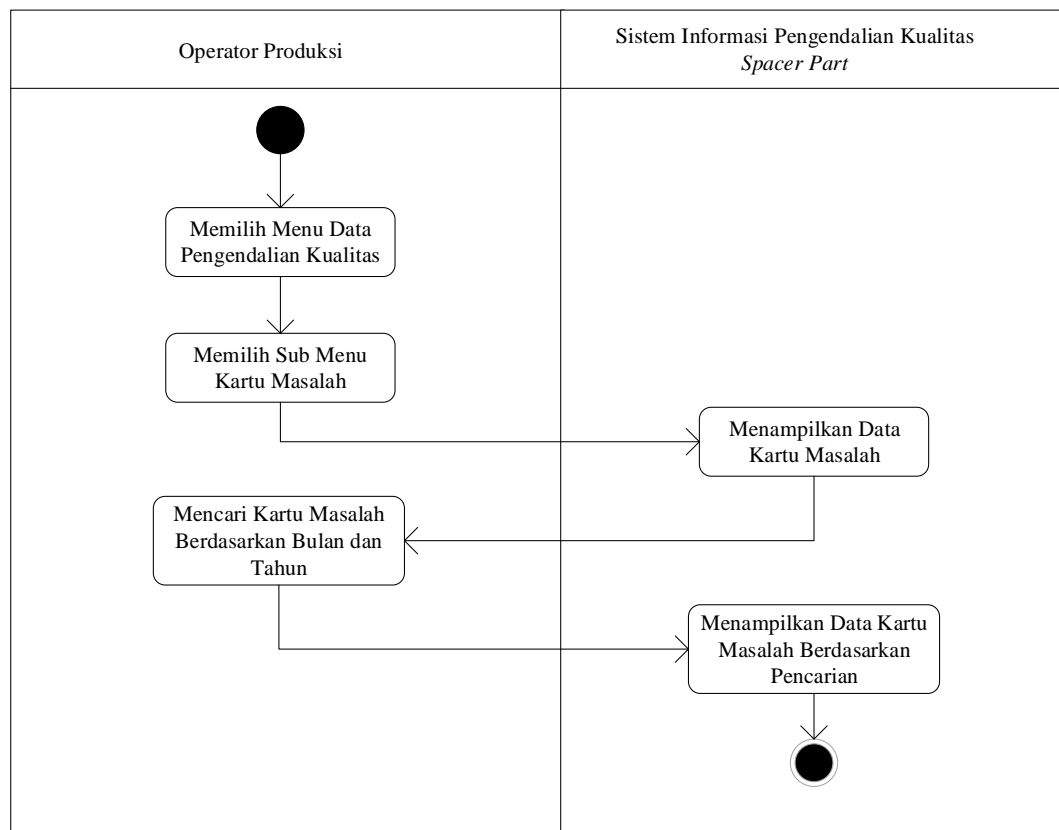 Operator Produksi
Sistem Informasi Pengendalian Kualitas
Spacer Part
Memilih Menu Data
Pengendalian Kualitas
Memilih Sub Menu
Kartu Masalah
Menampilkan Data
Kartu Masalah
Mencari Kartu Masalah
Berdasarkan Bulan dan
Tahun
Menampilkan Data Kartu
Masalah Berdasarkan
Pencarian